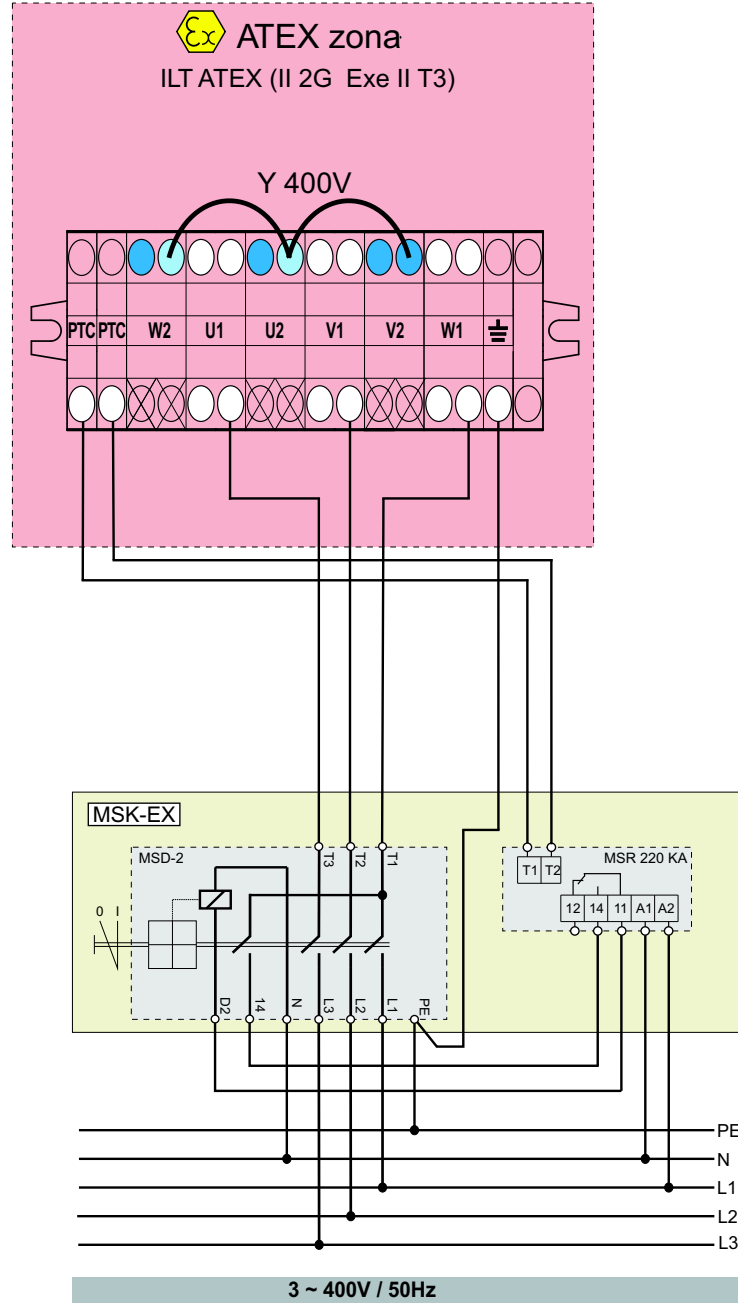 Ex ATEX zona
ILT ATEX (II 2G Exe II T3)
Y 400V
PTC PTC W2 U1 U2 V1 V2 W1
MSK-EX
MSD-2
T3 T2 T1
MSR 220 KA
T1 T2
0 I
12 14 11 A1 A2
D2 14 N L3 L2 L1 PE
PE
N
L1
L2
L3
3 ~ 400V / 50Hz